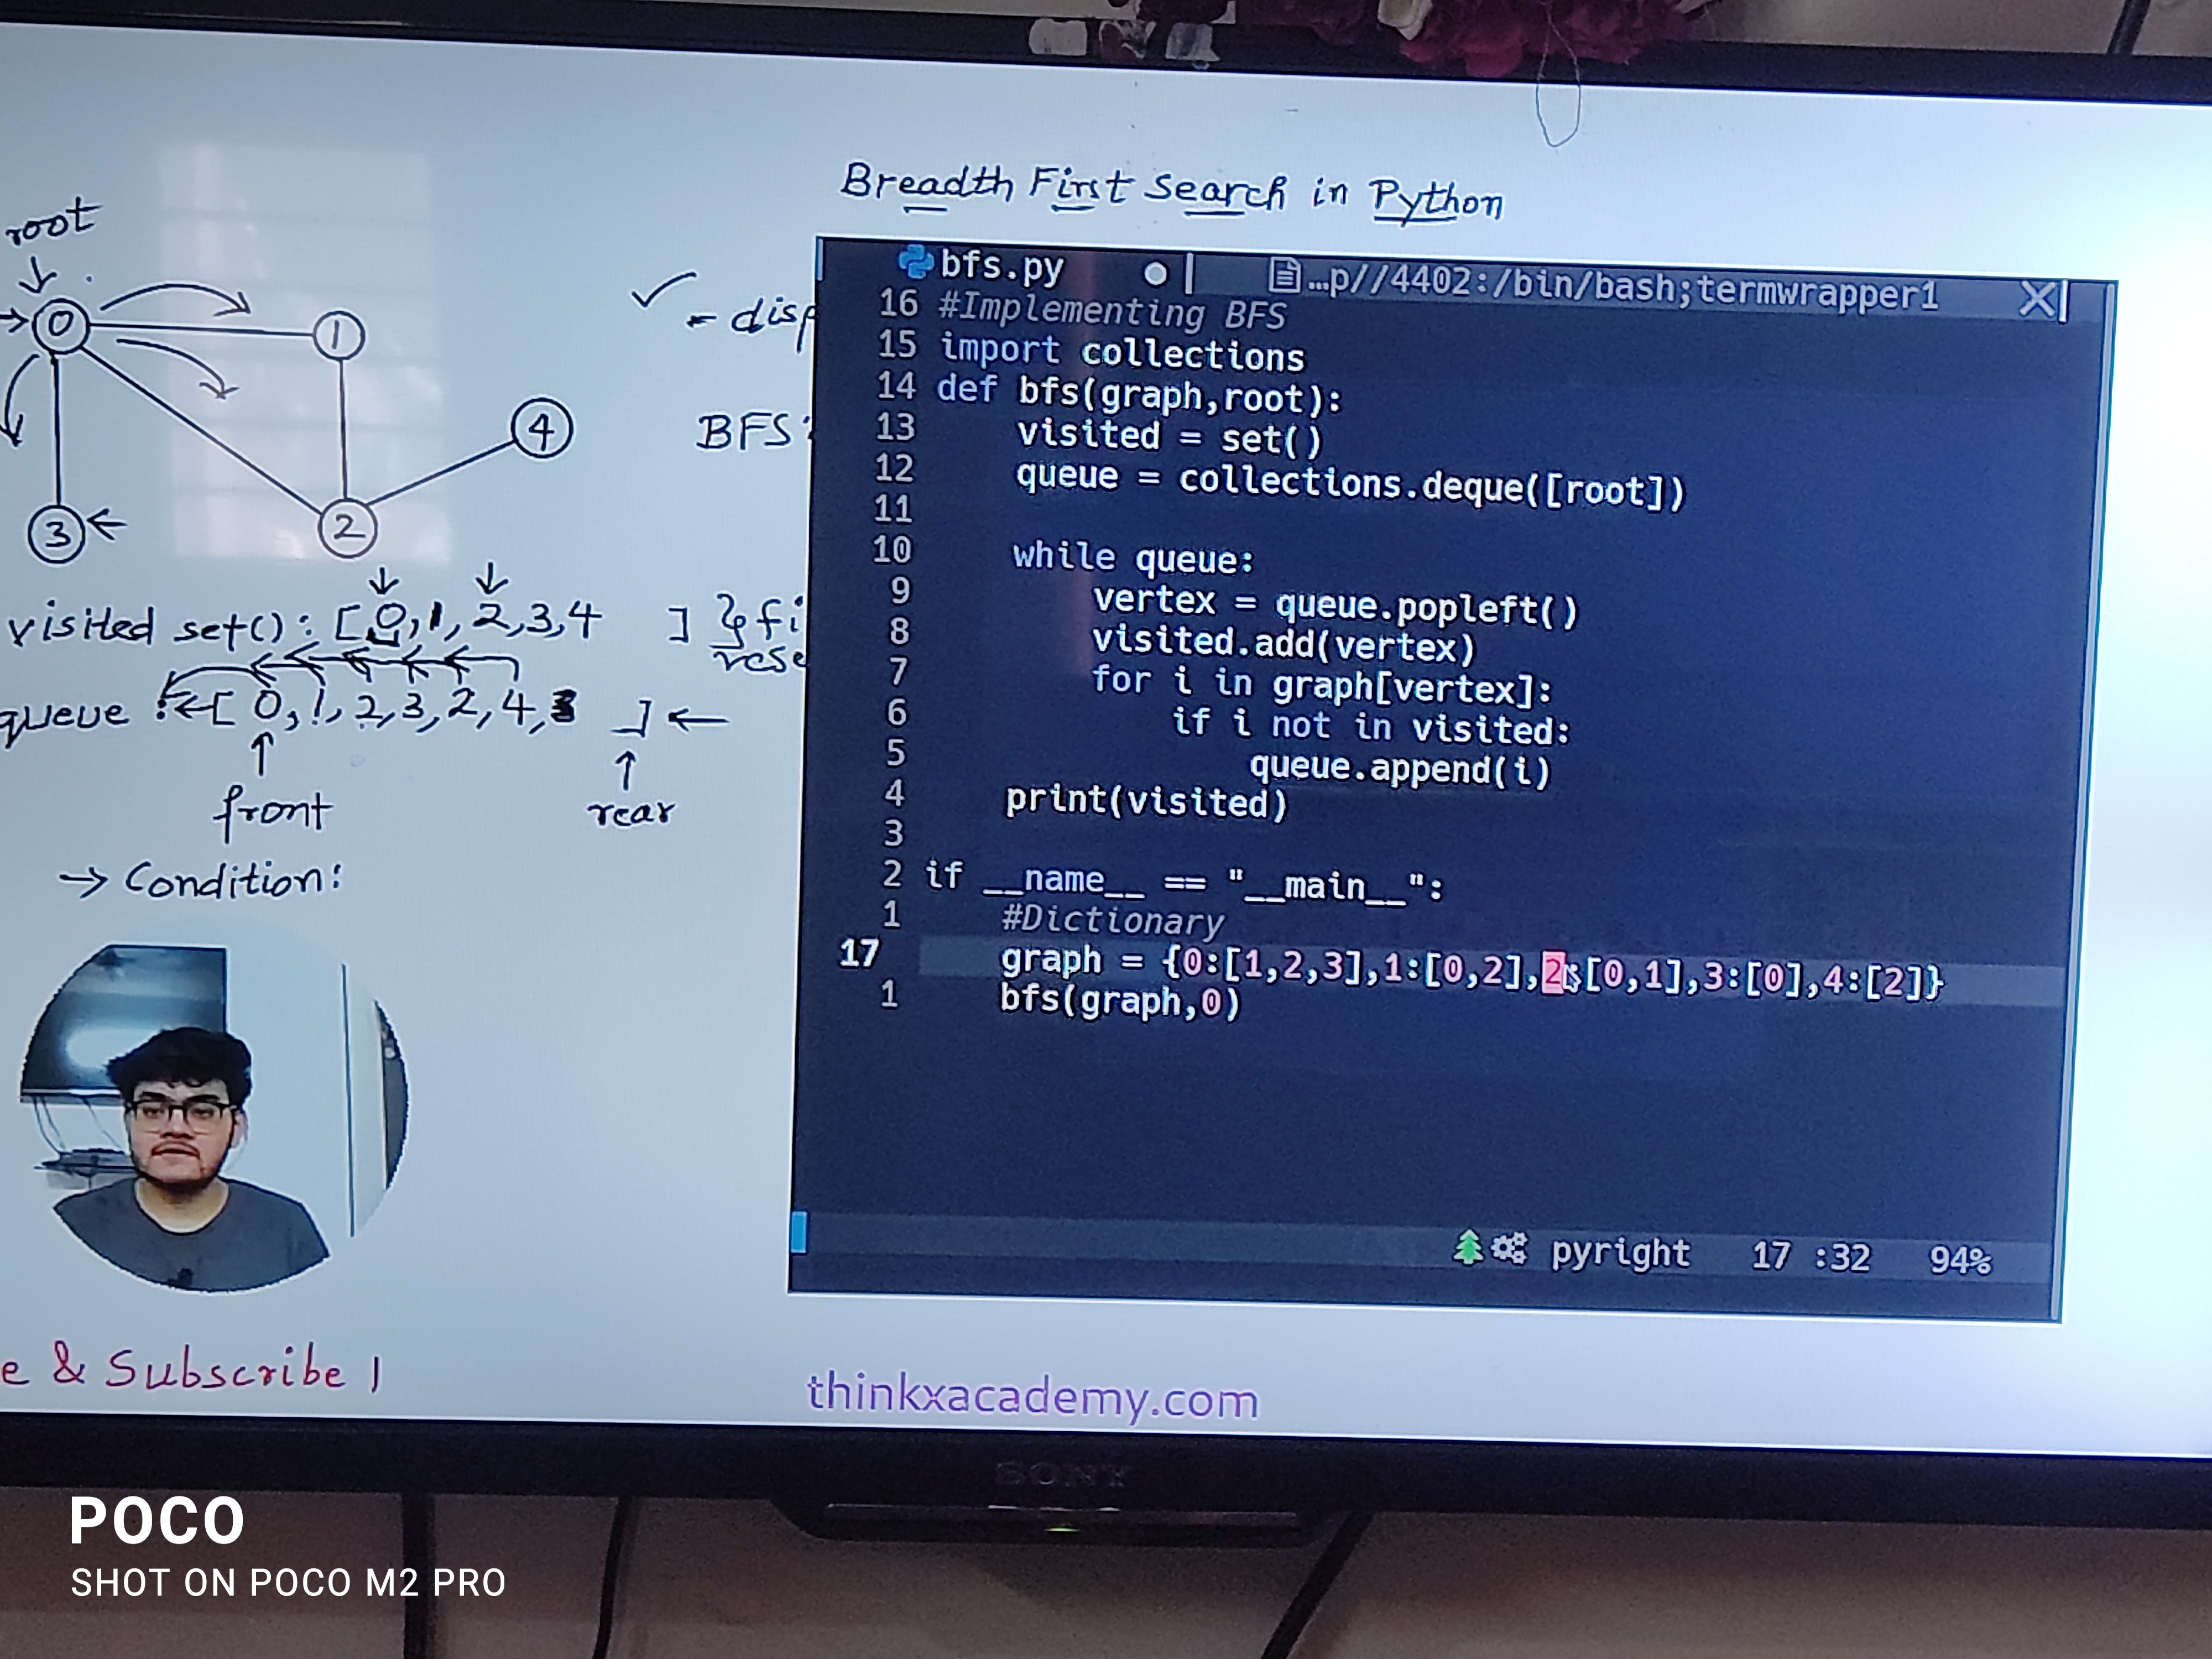 Breadth First Search in Python
root
0
1
4
3
2
- disp
BFS:
visited set(): [ 0, 1, 2, 3, 4 ] } fi
rese
queue : [ 0, 1, 2, 3, 2, 4, 3 ]
front
rear
→ Condition:
bfs.py
…p//4402:/bin/bash;termwrapper1
16 #Implementing BFS
15 import collections
14 def bfs(graph,root):
13     visited = set()
12     queue = collections.deque([root])
11
10     while queue:
9         vertex = queue.popleft()
8         visited.add(vertex)
7         for i in graph[vertex]:
6             if i not in visited:
5                 queue.append(i)
4     print(visited)
3
2 if __name__ == "__main__":
1     #Dictionary
17     graph = {0:[1,2,3],1:[0,2],2:[0,1],3:[0],4:[2]}
1     bfs(graph,0)
pyright 17 :32 94%
e & Subscribe !
thinkxacademy.com
SONY
POCO
SHOT ON POCO M2 PRO